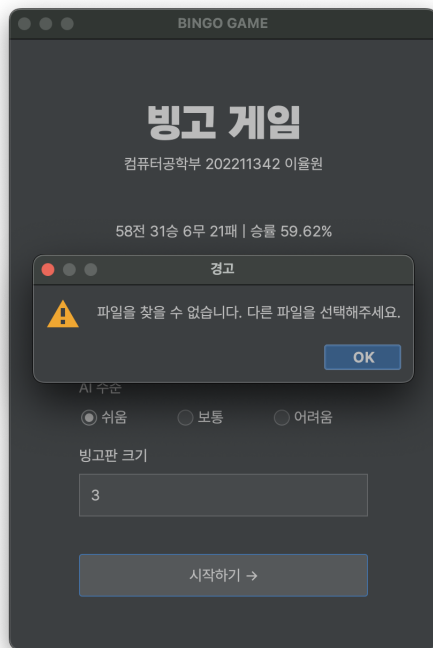 BINGO GAME
빙고 게임
컴퓨터공학부 202211342 이율원
58전 31승 6무 21패 | 승률 59.62%
경고
파일을 찾을 수 없습니다. 다른 파일을 선택해주세요.
OK
AI 수준
쉬움 보통 어려움
빙고판 크기
3
시작하기 →